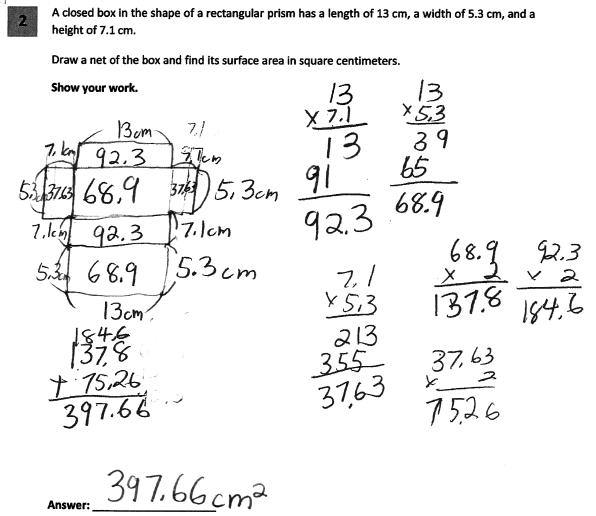 2
A closed box in the shape of a rectangular prism has a length of 13 cm, a width of 5.3 cm, and a
height of 7.1 cm.
Draw a net of the box and find its surface area in square centimeters.
Show your work.
13cm 7.1
7.1cm 92.3 7.1cm
5.3cm 37.63 68.9 37.63 5.3cm
7.1cm 92.3 7.1cm
5.3cm 68.9 5.3cm
13cm
184.6
137.8
+ 75.26
397.66
13
x 7.1
13
91
92.3
13
x 5.3
39
65
68.9
7.1
x 5.3
213
355
37.63
68.9
x 2
137.8
92.3
x 2
184.6
37.63
x 2
75.26
Answer: 397.66 cm²